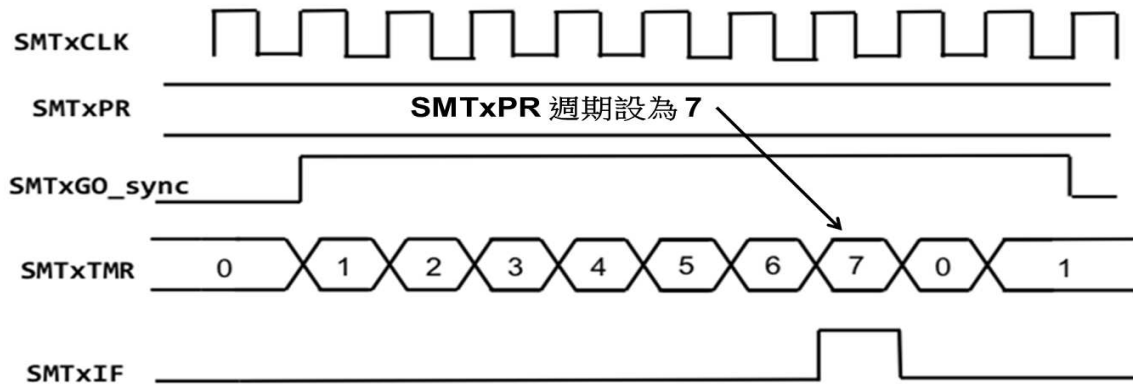 SMTxCLK
SMTxPR
SMTxPR 週期設為 7
SMTxGO_sync
SMTxTMR
0 1 2 3 4 5 6 7 0 1
SMTxIF